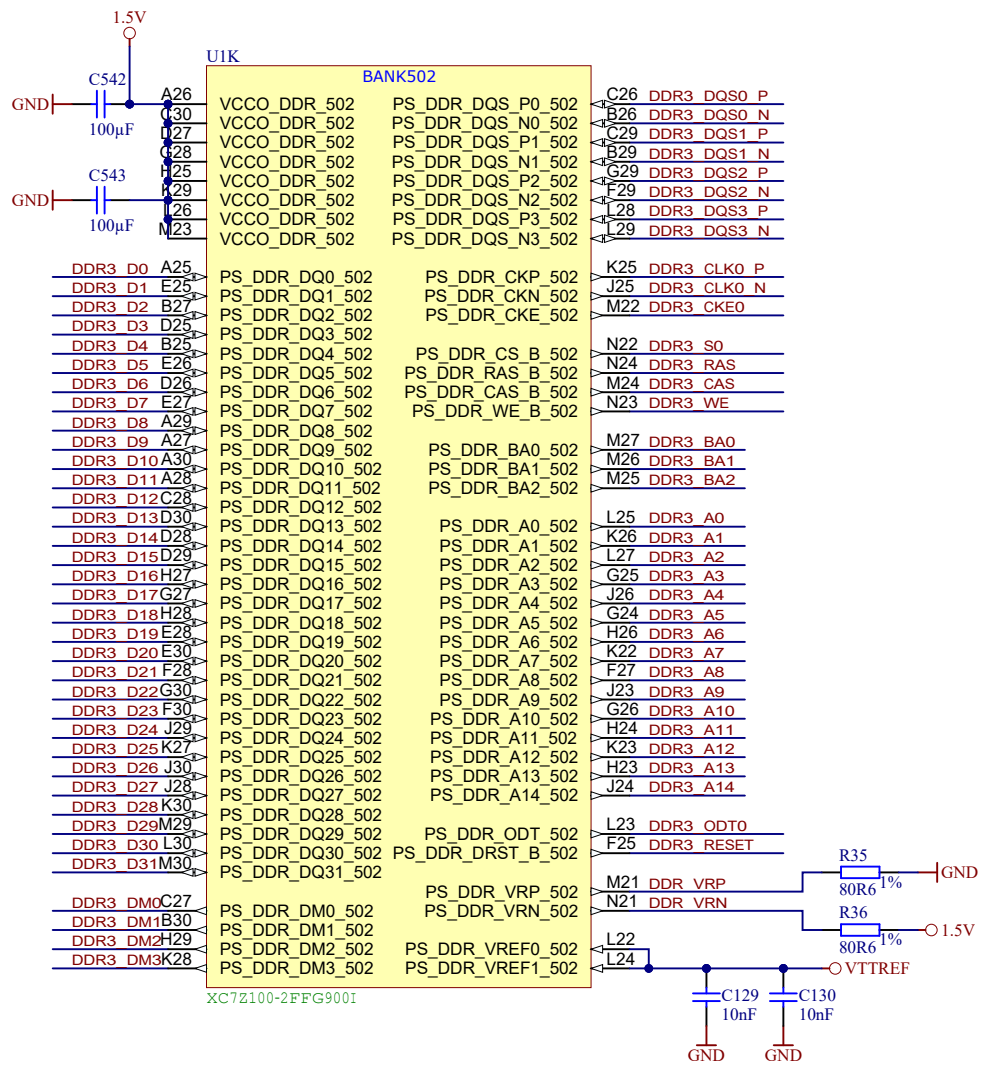 1.5V
U1K
BANK502
C542
GND
100µF
C543
GND
100µF
A26 VCCO_DDR_502 PS_DDR_DQS_P0_502 C26 DDR3_DQS0_P
C30 VCCO_DDR_502 PS_DDR_DQS_N0_502 B26 DDR3_DQS0_N
D27 VCCO_DDR_502 PS_DDR_DQS_P1_502 C29 DDR3_DQS1_P
G28 VCCO_DDR_502 PS_DDR_DQS_N1_502 B29 DDR3_DQS1_N
H25 VCCO_DDR_502 PS_DDR_DQS_P2_502 G29 DDR3_DQS2_P
K29 VCCO_DDR_502 PS_DDR_DQS_N2_502 F29 DDR3_DQS2_N
L26 VCCO_DDR_502 PS_DDR_DQS_P3_502 L28 DDR3_DQS3_P
M23 VCCO_DDR_502 PS_DDR_DQS_N3_502 L29 DDR3_DQS3_N
DDR3_D0 A25 PS_DDR_DQ0_502 PS_DDR_CKP_502 K25 DDR3_CLK0_P
DDR3_D1 E25 PS_DDR_DQ1_502 PS_DDR_CKN_502 J25 DDR3_CLK0_N
DDR3_D2 B27 PS_DDR_DQ2_502 PS_DDR_CKE_502 M22 DDR3_CKE0
DDR3_D3 D25 PS_DDR_DQ3_502
DDR3_D4 B25 PS_DDR_DQ4_502 PS_DDR_CS_B_502 N22 DDR3_S0
DDR3_D5 E26 PS_DDR_DQ5_502 PS_DDR_RAS_B_502 N24 DDR3_RAS
DDR3_D6 D26 PS_DDR_DQ6_502 PS_DDR_CAS_B_502 M24 DDR3_CAS
DDR3_D7 E27 PS_DDR_DQ7_502 PS_DDR_WE_B_502 N23 DDR3_WE
DDR3_D8 A29 PS_DDR_DQ8_502
DDR3_D9 A27 PS_DDR_DQ9_502 PS_DDR_BA0_502 M27 DDR3_BA0
DDR3_D10 A30 PS_DDR_DQ10_502 PS_DDR_BA1_502 M26 DDR3_BA1
DDR3_D11 A28 PS_DDR_DQ11_502 PS_DDR_BA2_502 M25 DDR3_BA2
DDR3_D12 C28 PS_DDR_DQ12_502
DDR3_D13 D30 PS_DDR_DQ13_502 PS_DDR_A0_502 L25 DDR3_A0
DDR3_D14 D28 PS_DDR_DQ14_502 PS_DDR_A1_502 K26 DDR3_A1
DDR3_D15 D29 PS_DDR_DQ15_502 PS_DDR_A2_502 L27 DDR3_A2
DDR3_D16 H27 PS_DDR_DQ16_502 PS_DDR_A3_502 G25 DDR3_A3
DDR3_D17 G27 PS_DDR_DQ17_502 PS_DDR_A4_502 J26 DDR3_A4
DDR3_D18 H28 PS_DDR_DQ18_502 PS_DDR_A5_502 G24 DDR3_A5
DDR3_D19 E28 PS_DDR_DQ19_502 PS_DDR_A6_502 H26 DDR3_A6
DDR3_D20 E30 PS_DDR_DQ20_502 PS_DDR_A7_502 K22 DDR3_A7
DDR3_D21 F28 PS_DDR_DQ21_502 PS_DDR_A8_502 F27 DDR3_A8
DDR3_D22 G30 PS_DDR_DQ22_502 PS_DDR_A9_502 J23 DDR3_A9
DDR3_D23 F30 PS_DDR_DQ23_502 PS_DDR_A10_502 G26 DDR3_A10
DDR3_D24 J29 PS_DDR_DQ24_502 PS_DDR_A11_502 H24 DDR3_A11
DDR3_D25 K27 PS_DDR_DQ25_502 PS_DDR_A12_502 K23 DDR3_A12
DDR3_D26 J30 PS_DDR_DQ26_502 PS_DDR_A13_502 H23 DDR3_A13
DDR3_D27 J28 PS_DDR_DQ27_502 PS_DDR_A14_502 J24 DDR3_A14
DDR3_D28 K30 PS_DDR_DQ28_502
DDR3_D29 M29 PS_DDR_DQ29_502 PS_DDR_ODT_502 L23 DDR3_ODT0
DDR3_D30 L30 PS_DDR_DQ30_502 PS_DDR_DRST_B_502 F25 DDR3_RESET
DDR3_D31 M30 PS_DDR_DQ31_502
PS_DDR_VRP_502 M21 DDR_VRP R35 80R6 1% GND
DDR3_DM0 C27 PS_DDR_DM0_502 PS_DDR_VRN_502 N21 DDR_VRN R36 80R6 1% 1.5V
DDR3_DM1 B30 PS_DDR_DM1_502
DDR3_DM2 H29 PS_DDR_DM2_502 PS_DDR_VREF0_502 L22
DDR3_DM3 K28 PS_DDR_DM3_502 PS_DDR_VREF1_502 L24 VTTREF
XC7Z100-2FFG900I
C129 C130
10nF 10nF
GND GND